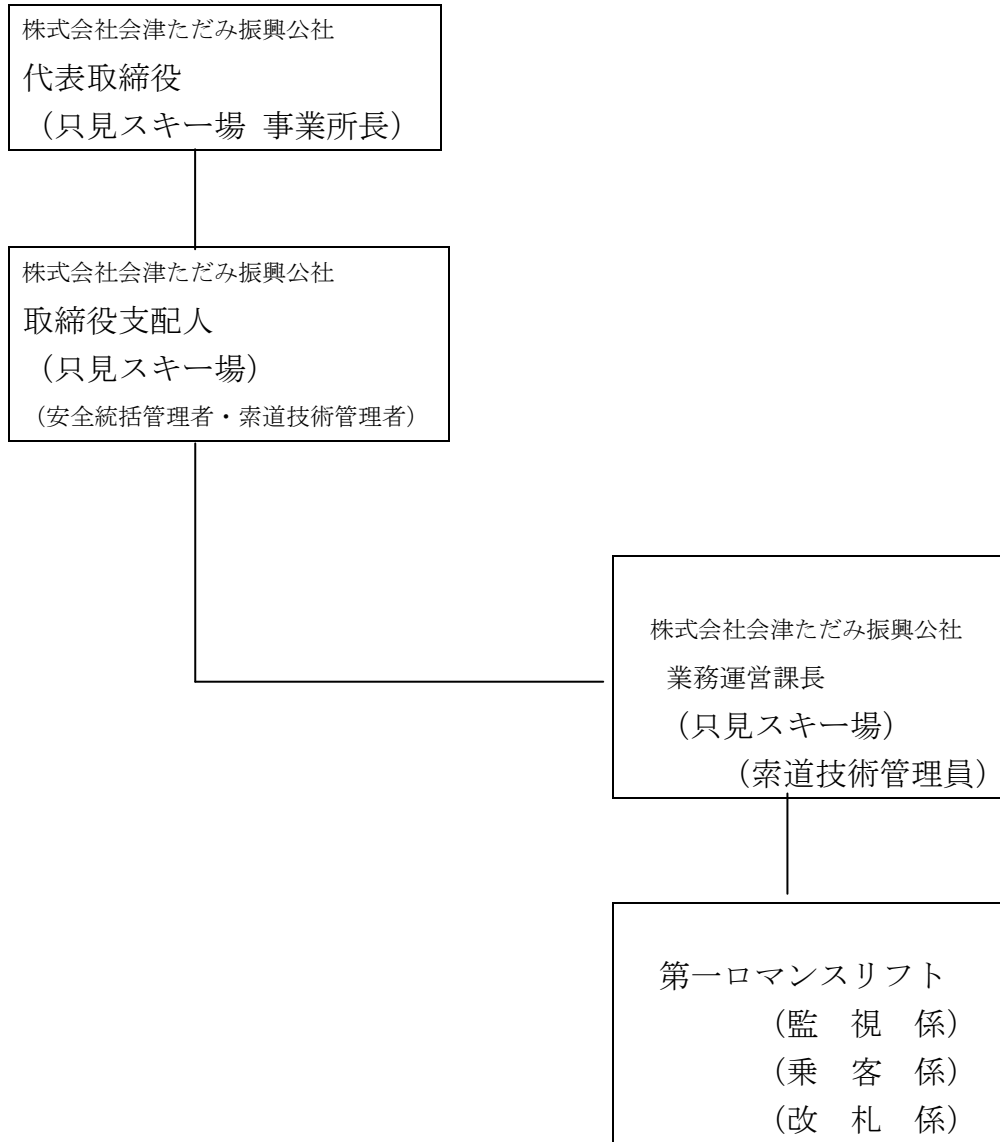 株式会社会津ただみ振興公社
代表取締役
（只見スキー場 事業所長）
株式会社会津ただみ振興公社
取締役支配人
（只見スキー場）
（安全統括管理者・索道技術管理者）
株式会社会津ただみ振興公社
業務運営課長
（只見スキー場）
（索道技術管理員）
第一ロマンスリフト
（監　視　係）
（乗　客　係）
（改　札　係）